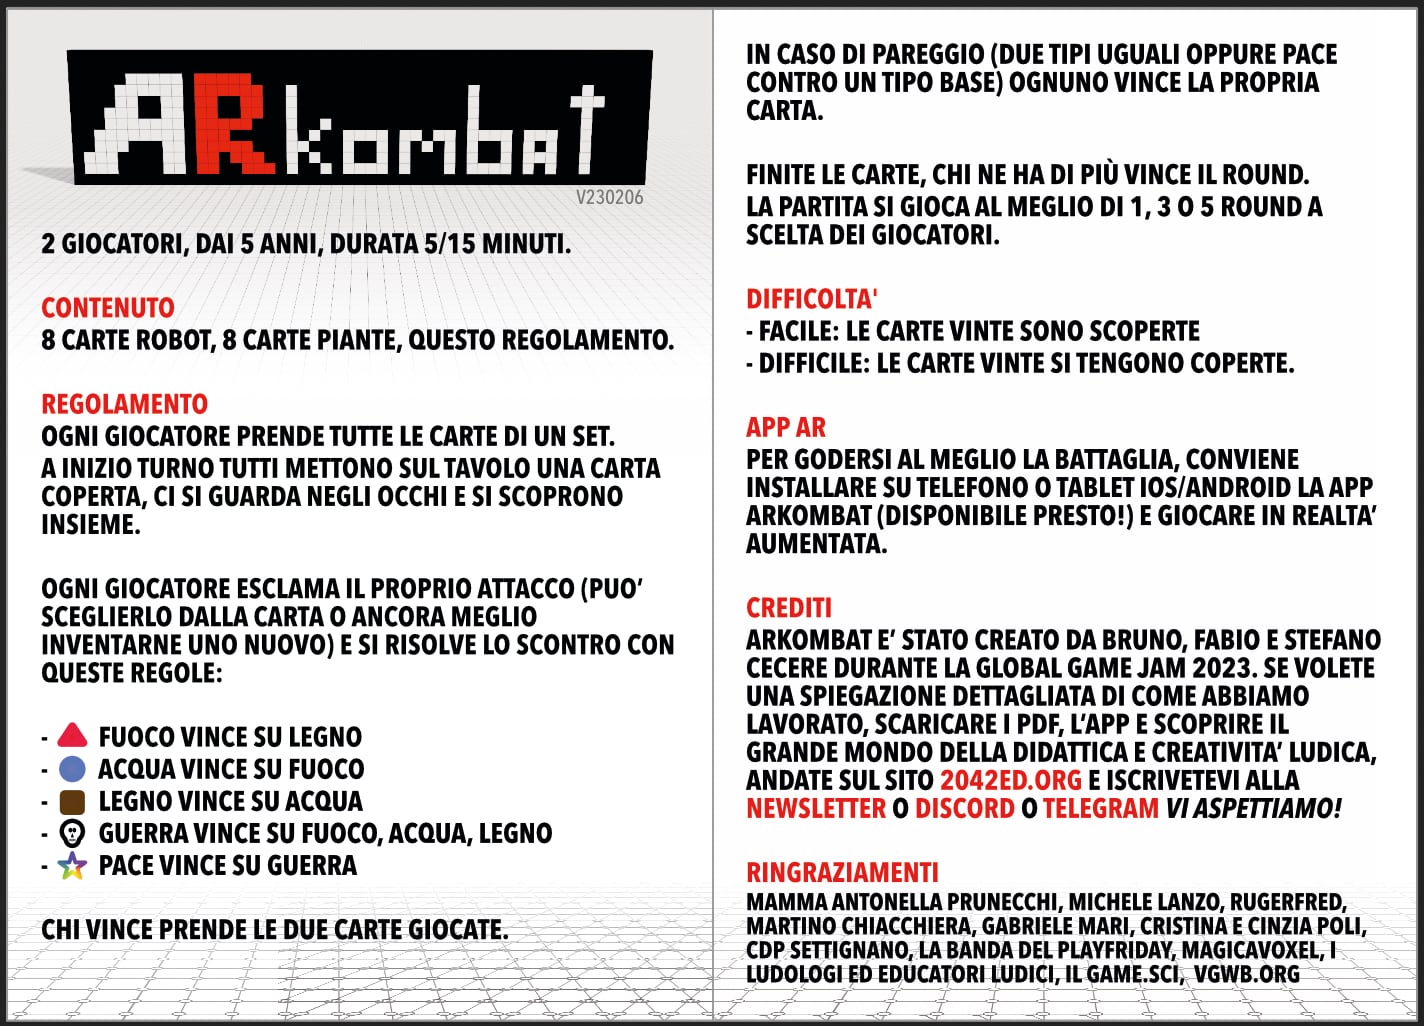 ARkombat
V230206
2 GIOCATORI, DAI 5 ANNI, DURATA 5/15 MINUTI.
CONTENUTO
8 CARTE ROBOT, 8 CARTE PIANTE, QUESTO REGOLAMENTO.
REGOLAMENTO
OGNI GIOCATORE PRENDE TUTTE LE CARTE DI UN SET.
A INIZIO TURNO TUTTI METTONO SUL TAVOLO UNA CARTA
COPERTA, CI SI GUARDA NEGLI OCCHI E SI SCOPRONO
INSIEME.
OGNI GIOCATORE ESCLAMA IL PROPRIO ATTACCO (PUO’
SCEGLIERLO DALLA CARTA O ANCORA MEGLIO
INVENTARNE UNO NUOVO) E SI RISOLVE LO SCONTRO CON
QUESTE REGOLE:
- FUOCO VINCE SU LEGNO
- ACQUA VINCE SU FUOCO
- LEGNO VINCE SU ACQUA
- GUERRA VINCE SU FUOCO, ACQUA, LEGNO
- PACE VINCE SU GUERRA
CHI VINCE PRENDE LE DUE CARTE GIOCATE.
IN CASO DI PAREGGIO (DUE TIPI UGUALI OPPURE PACE
CONTRO UN TIPO BASE) OGNUNO VINCE LA PROPRIA
CARTA.
FINITE LE CARTE, CHI NE HA DI PIÙ VINCE IL ROUND.
LA PARTITA SI GIOCA AL MEGLIO DI 1, 3 O 5 ROUND A
SCELTA DEI GIOCATORI.
DIFFICOLTA'
- FACILE: LE CARTE VINTE SONO SCOPERTE
- DIFFICILE: LE CARTE VINTE SI TENGONO COPERTE.
APP AR
PER GODERSI AL MEGLIO LA BATTAGLIA, CONVIENE
INSTALLARE SU TELEFONO O TABLET IOS/ANDROID LA APP
ARKOMBAT (DISPONIBILE PRESTO!) E GIOCARE IN REALTA’
AUMENTATA.
CREDITI
ARKOMBAT E’ STATO CREATO DA BRUNO, FABIO E STEFANO
CECERE DURANTE LA GLOBAL GAME JAM 2023. SE VOLETE
UNA SPIEGAZIONE DETTAGLIATA DI COME ABBIAMO
LAVORATO, SCARICARE I PDF, L’APP E SCOPRIRE IL
GRANDE MONDO DELLA DIDATTICA E CREATIVITA’ LUDICA,
ANDATE SUL SITO 2042ED.ORG E ISCRIVETEVI ALLA
NEWSLETTER O DISCORD O TELEGRAM VI ASPETTIAMO!
RINGRAZIAMENTI
MAMMA ANTONELLA PRUNECCHI, MICHELE LANZO, RUGERFRED,
MARTINO CHIACCHIERA, GABRIELE MARI, CRISTINA E CINZIA POLI,
CDP SETTIGNANO, LA BANDA DEL PLAYFRIDAY, MAGICAVOXEL, I
LUDOLOGI ED EDUCATORI LUDICI, IL GAME.SCI, VGWB.ORG